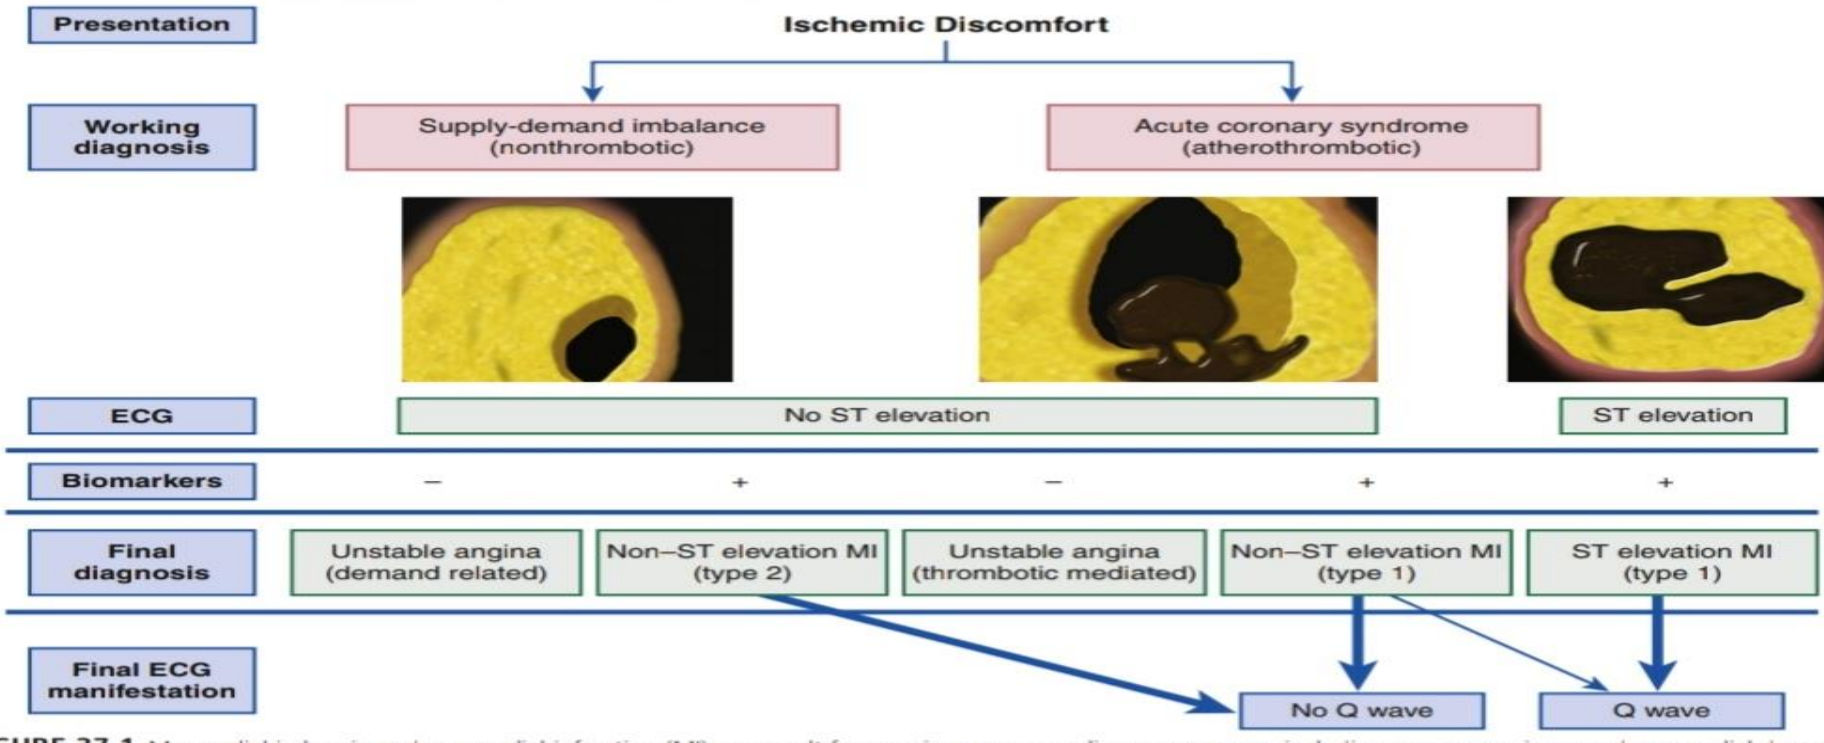 Presentation
Ischemic Discomfort
Working
diagnosis
Supply-demand imbalance
(nonthrombotic)
Acute coronary syndrome
(atherothrombotic)
ECG
No ST elevation
ST elevation
Biomarkers
–
+
–
+
+
Final
diagnosis
Unstable angina
(demand related)
Non–ST elevation MI
(type 2)
Unstable angina
(thrombotic mediated)
Non–ST elevation MI
(type 1)
ST elevation MI
(type 1)
Final ECG
manifestation
No Q wave
Q wave